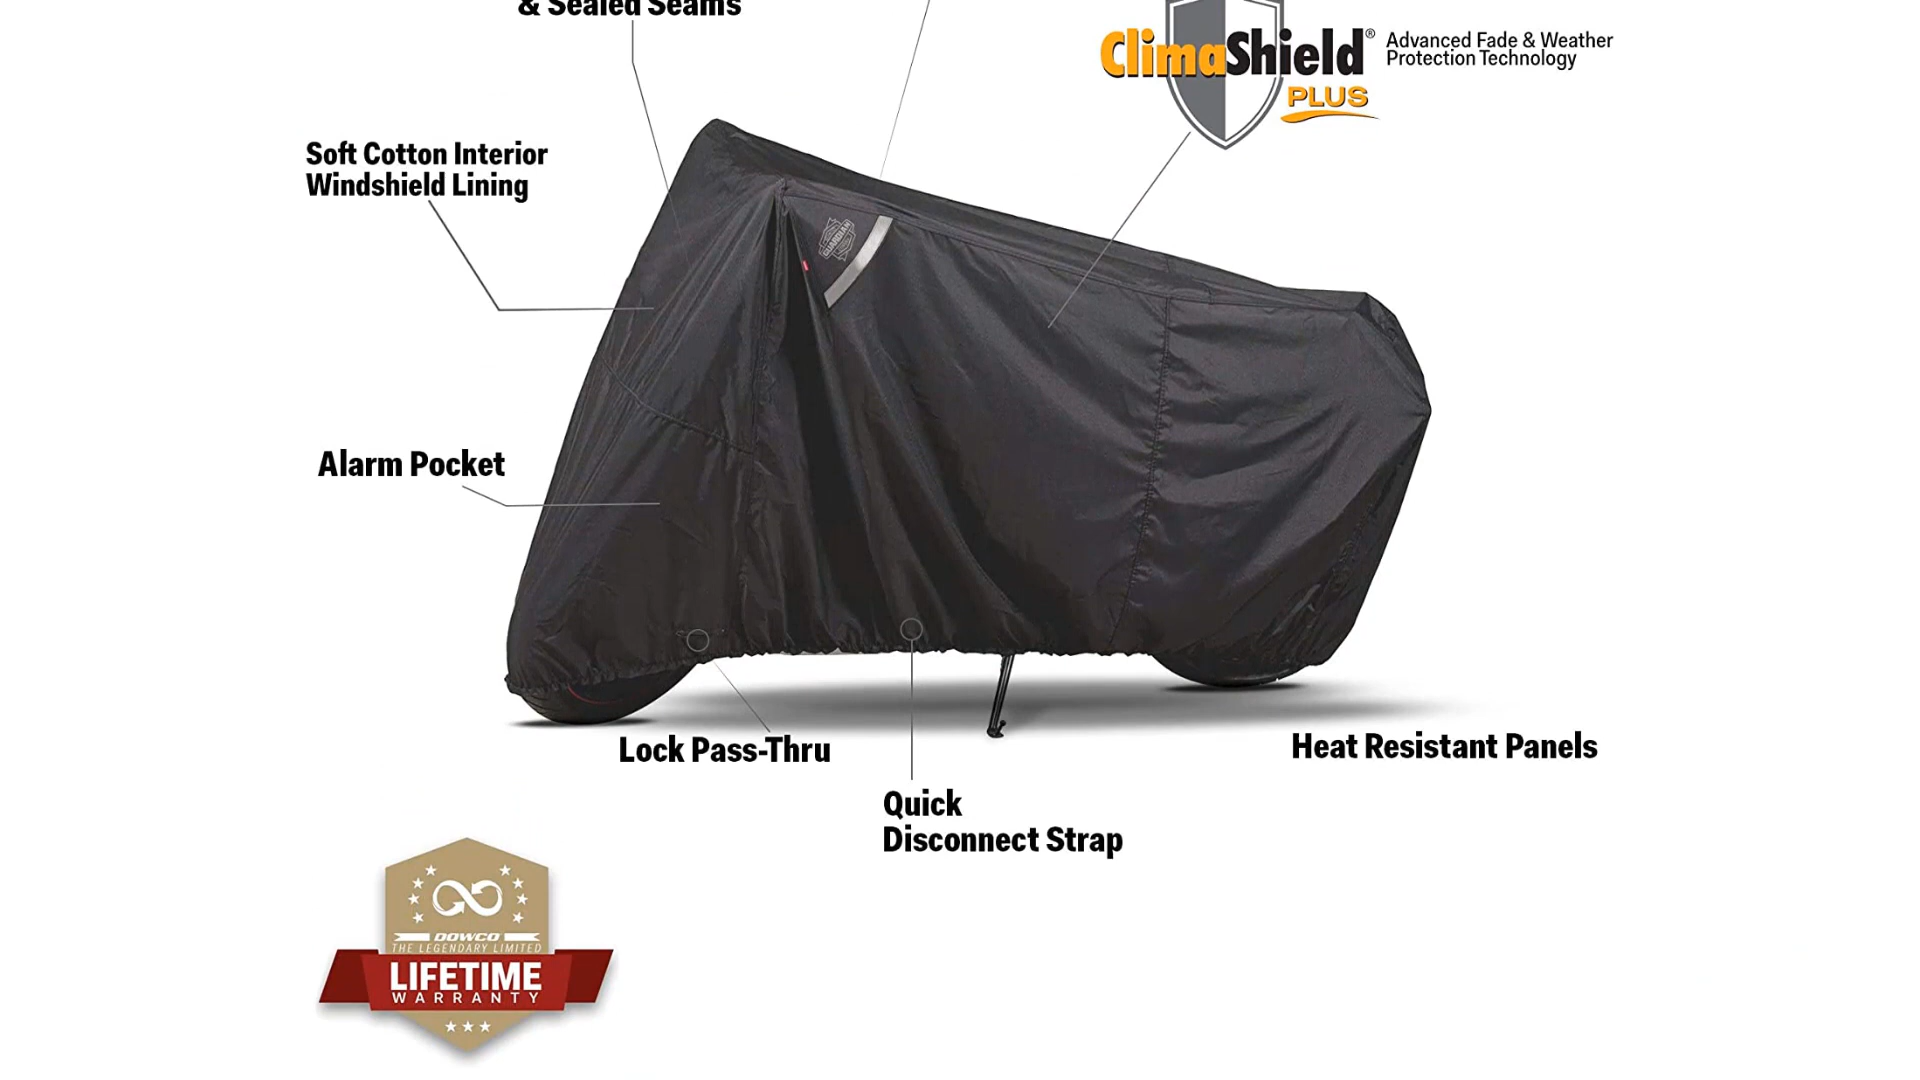 & Sealed Seams
ClimaShield® Advanced Fade & Weather
Protection Technology
PLUS
Soft Cotton Interior
Windshield Lining
GUARDIAN
Alarm Pocket
Lock Pass-Thru
Heat Resistant Panels
Quick
Disconnect Strap
DOWCO
THE LEGENDARY LIMITED
LIFETIME
WARRANTY